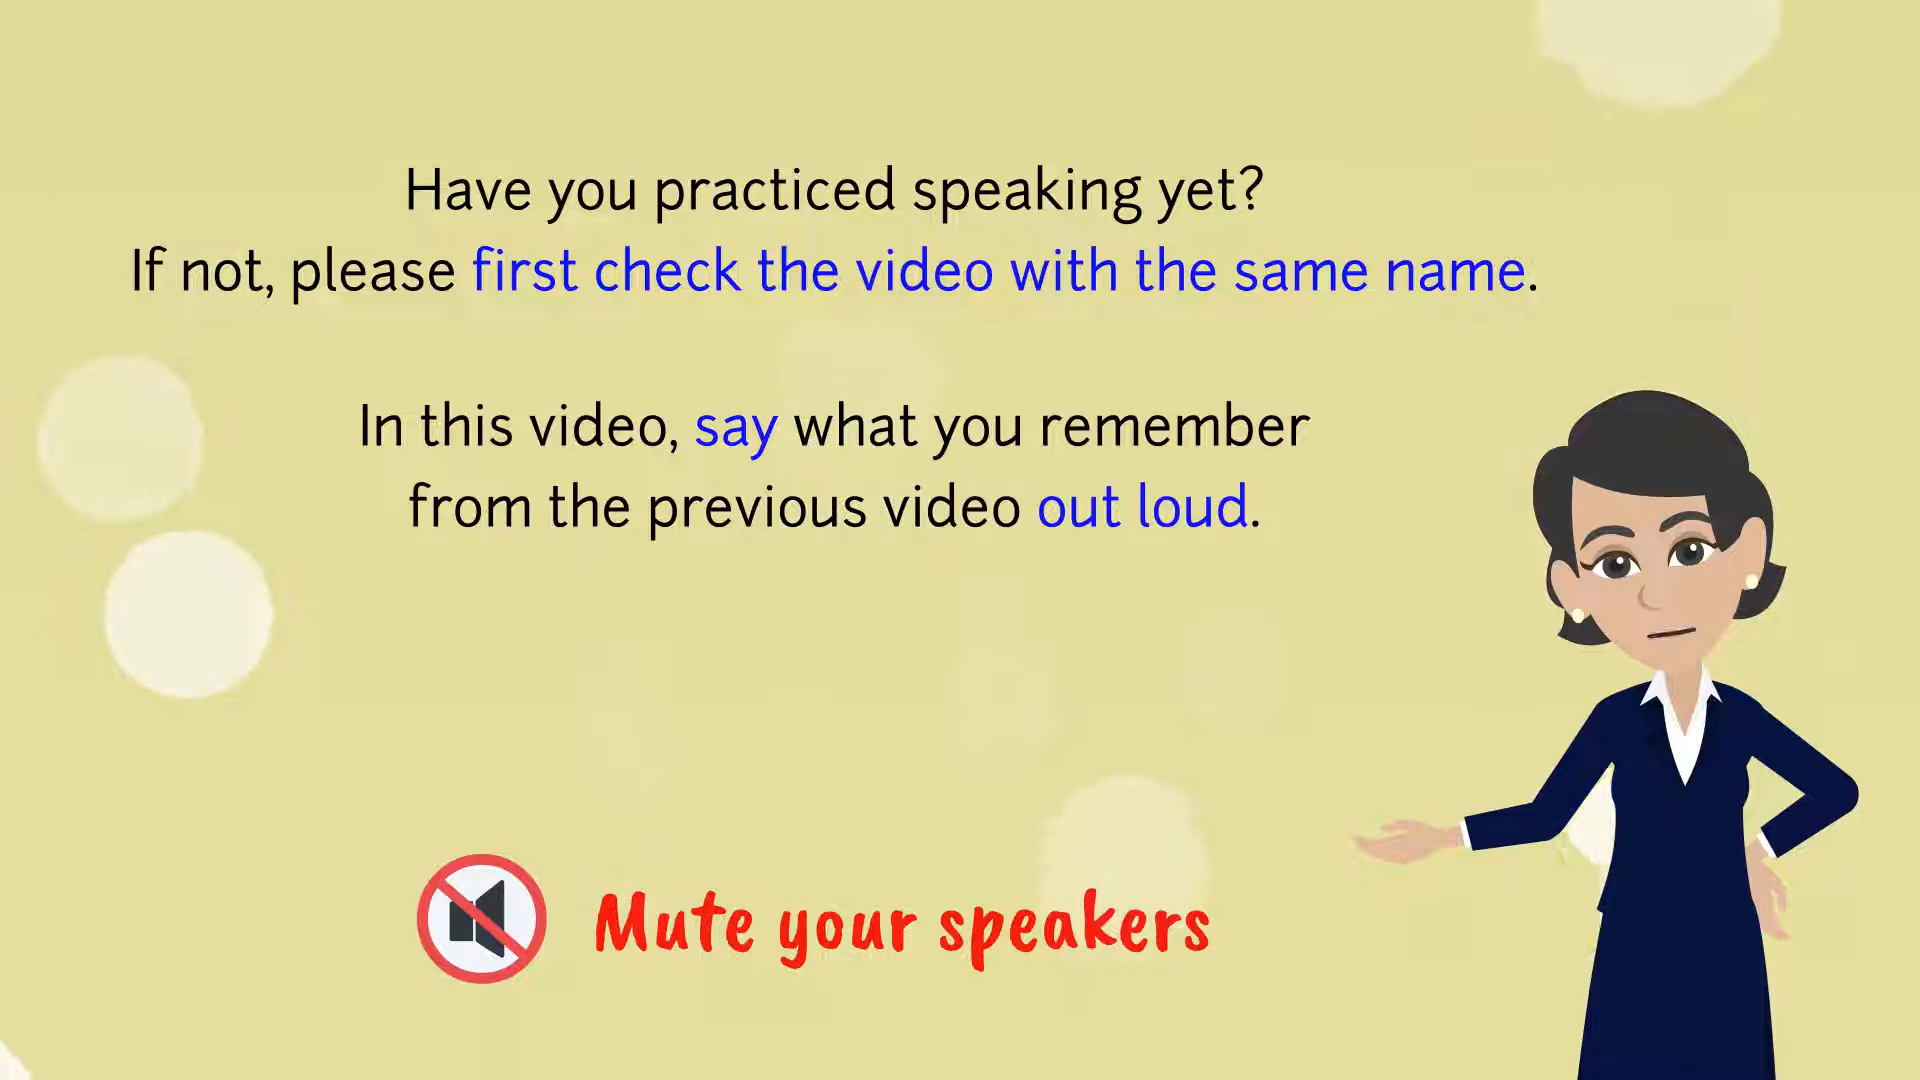 Have you practiced speaking yet?
If not, please first check the video with the same name.
In this video, say what you remember
from the previous video out loud.
Mute your speakers